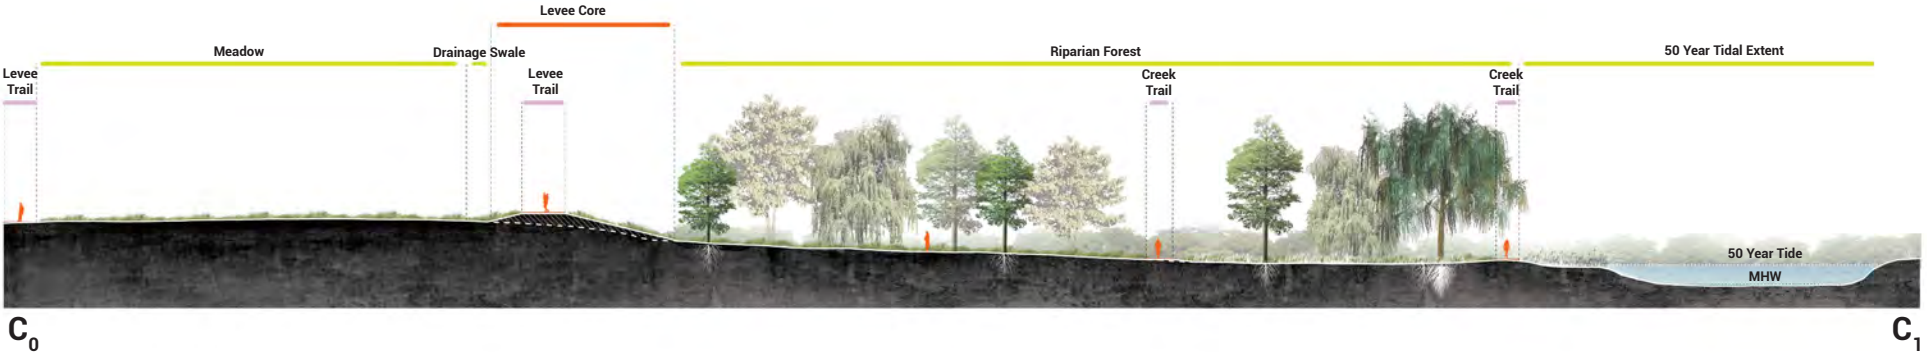 Levee Core
Meadow
Drainage Swale
Riparian Forest
50 Year Tidal Extent
Levee
Trail
Levee
Trail
Creek
Trail
Creek
Trail
50 Year Tide
MHW
C0
C1